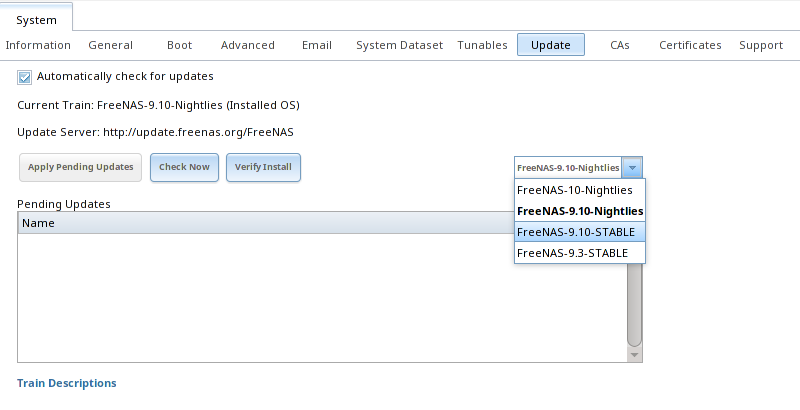 System
Information General Boot Advanced Email System Dataset Tunables Update CAs Certificates Support
Automatically check for updates
Current Train: FreeNAS-9.10-Nightlies (Installed OS)
Update Server: http://update.freenas.org/FreeNAS
Apply Pending Updates Check Now Verify Install FreeNAS-9.10-Nightlies
FreeNAS-10-Nightlies
FreeNAS-9.10-Nightlies
FreeNAS-9.10-STABLE
FreeNAS-9.3-STABLE
Pending Updates
Name
Train Descriptions